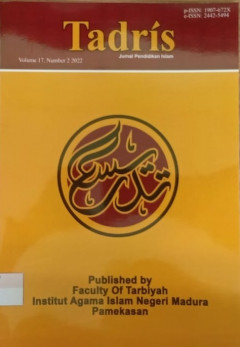 p-ISSN: 1907-672X
e-ISSN: 2442-5494
Tadrís
Jurnal Pendidikan Islam
Volume 17, Number 2 2022
تدريس
Published by
Faculty Of Tarbiyah
Institut Agama Islam Negeri Madura
Pamekasan